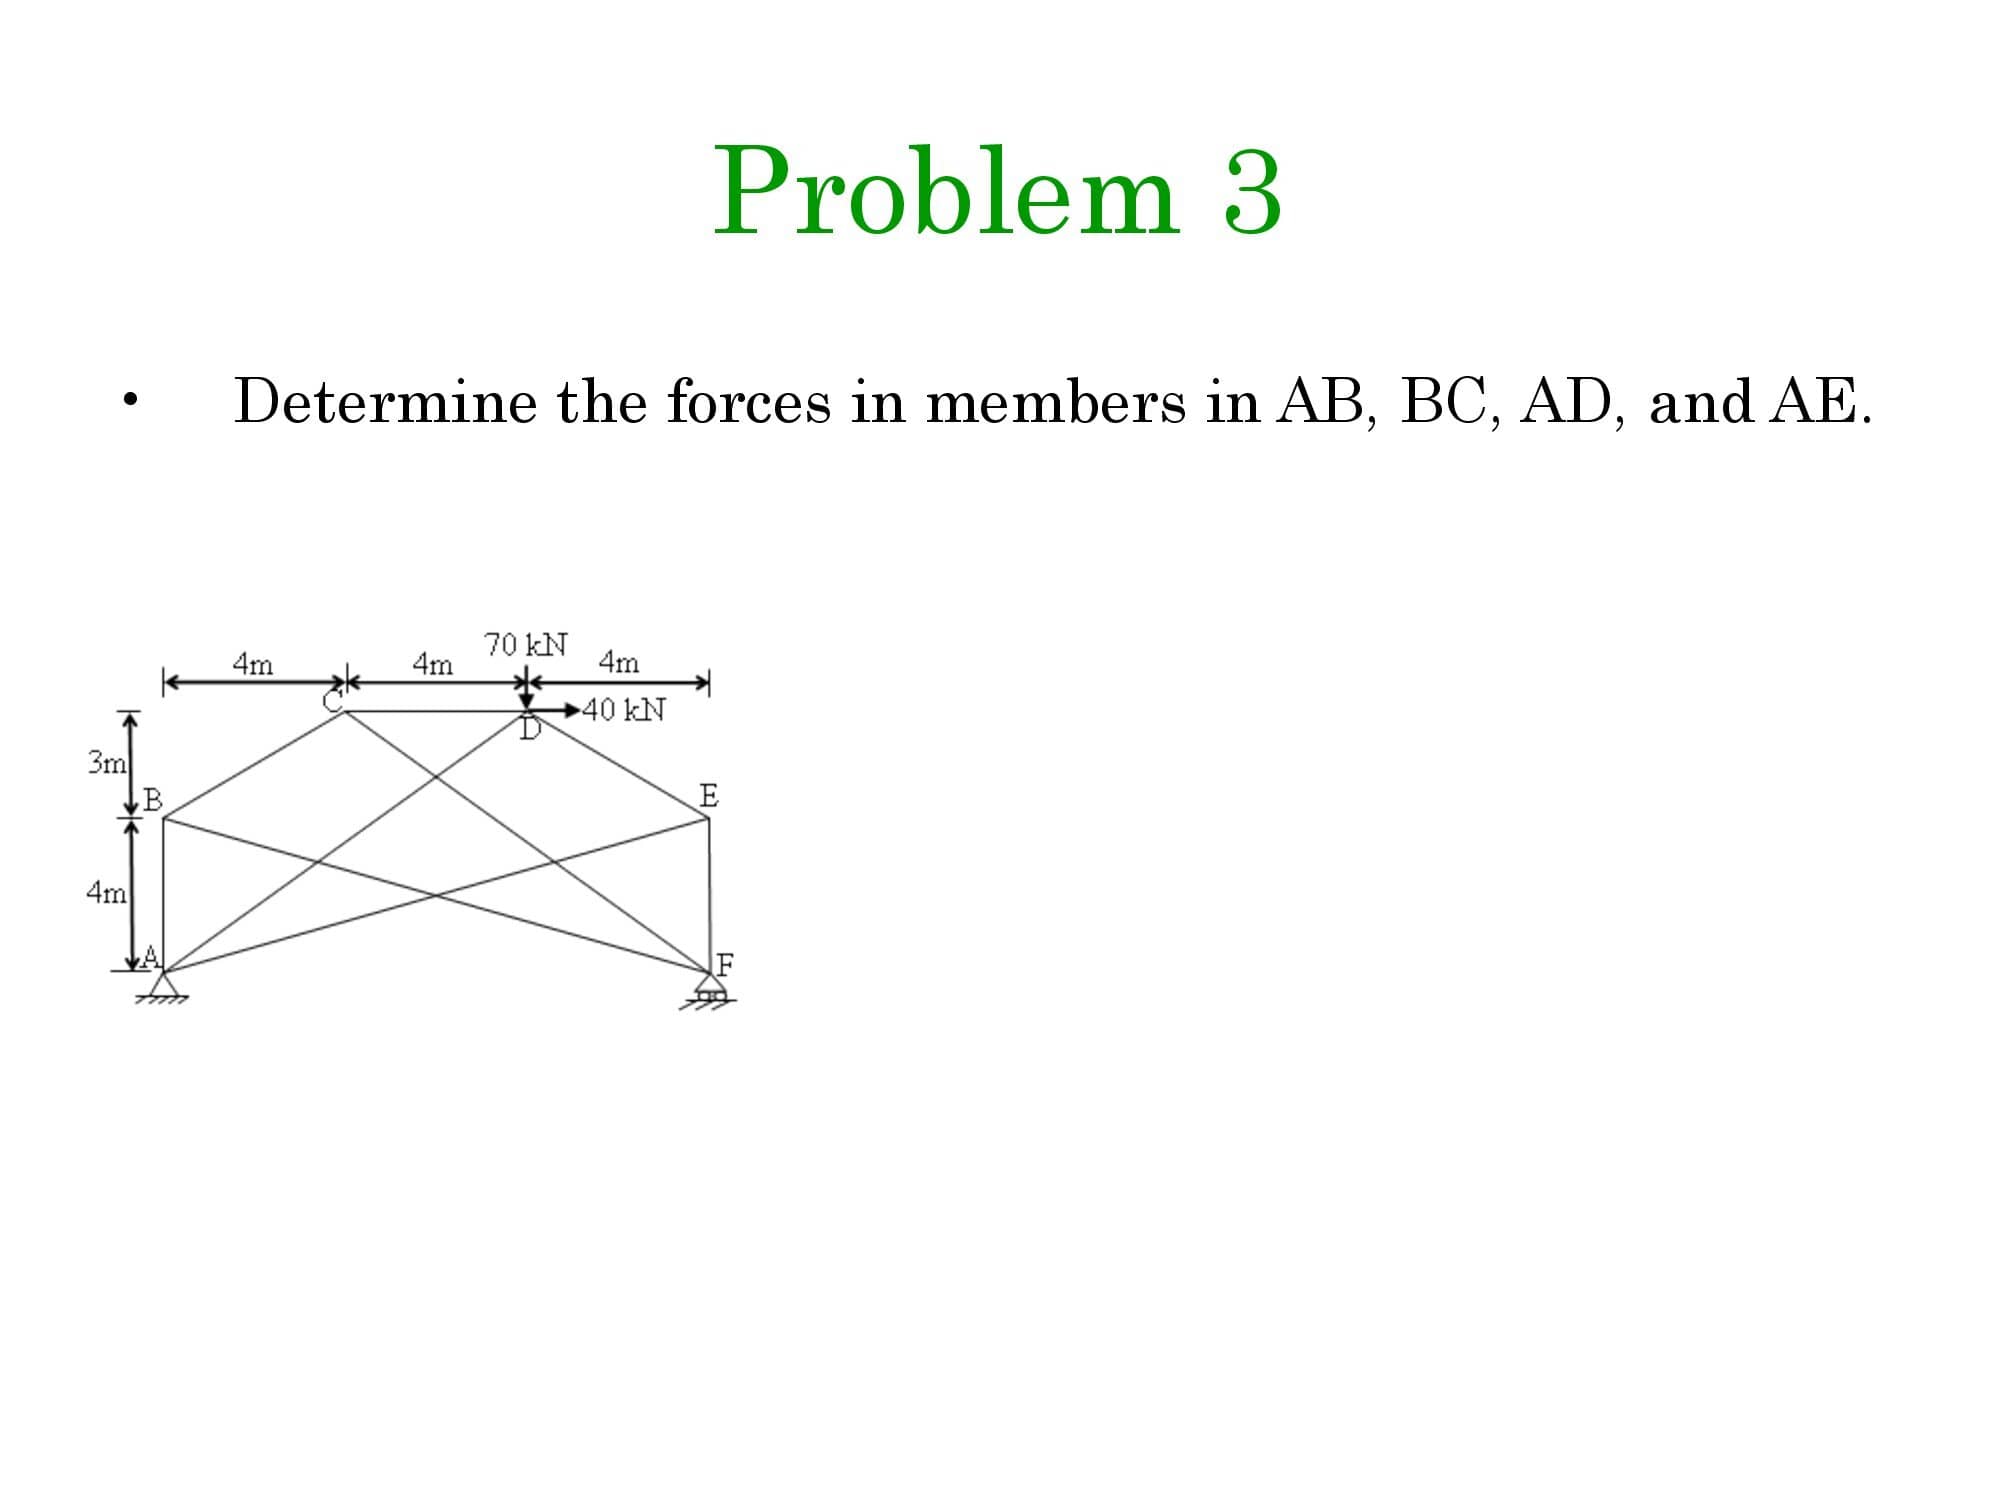 Problem 3
• Determine the forces in members in AB, BC, AD, and AE.
70 kN
4m 4m 4m
C 40 kN
D
3m
B E
4m
A F